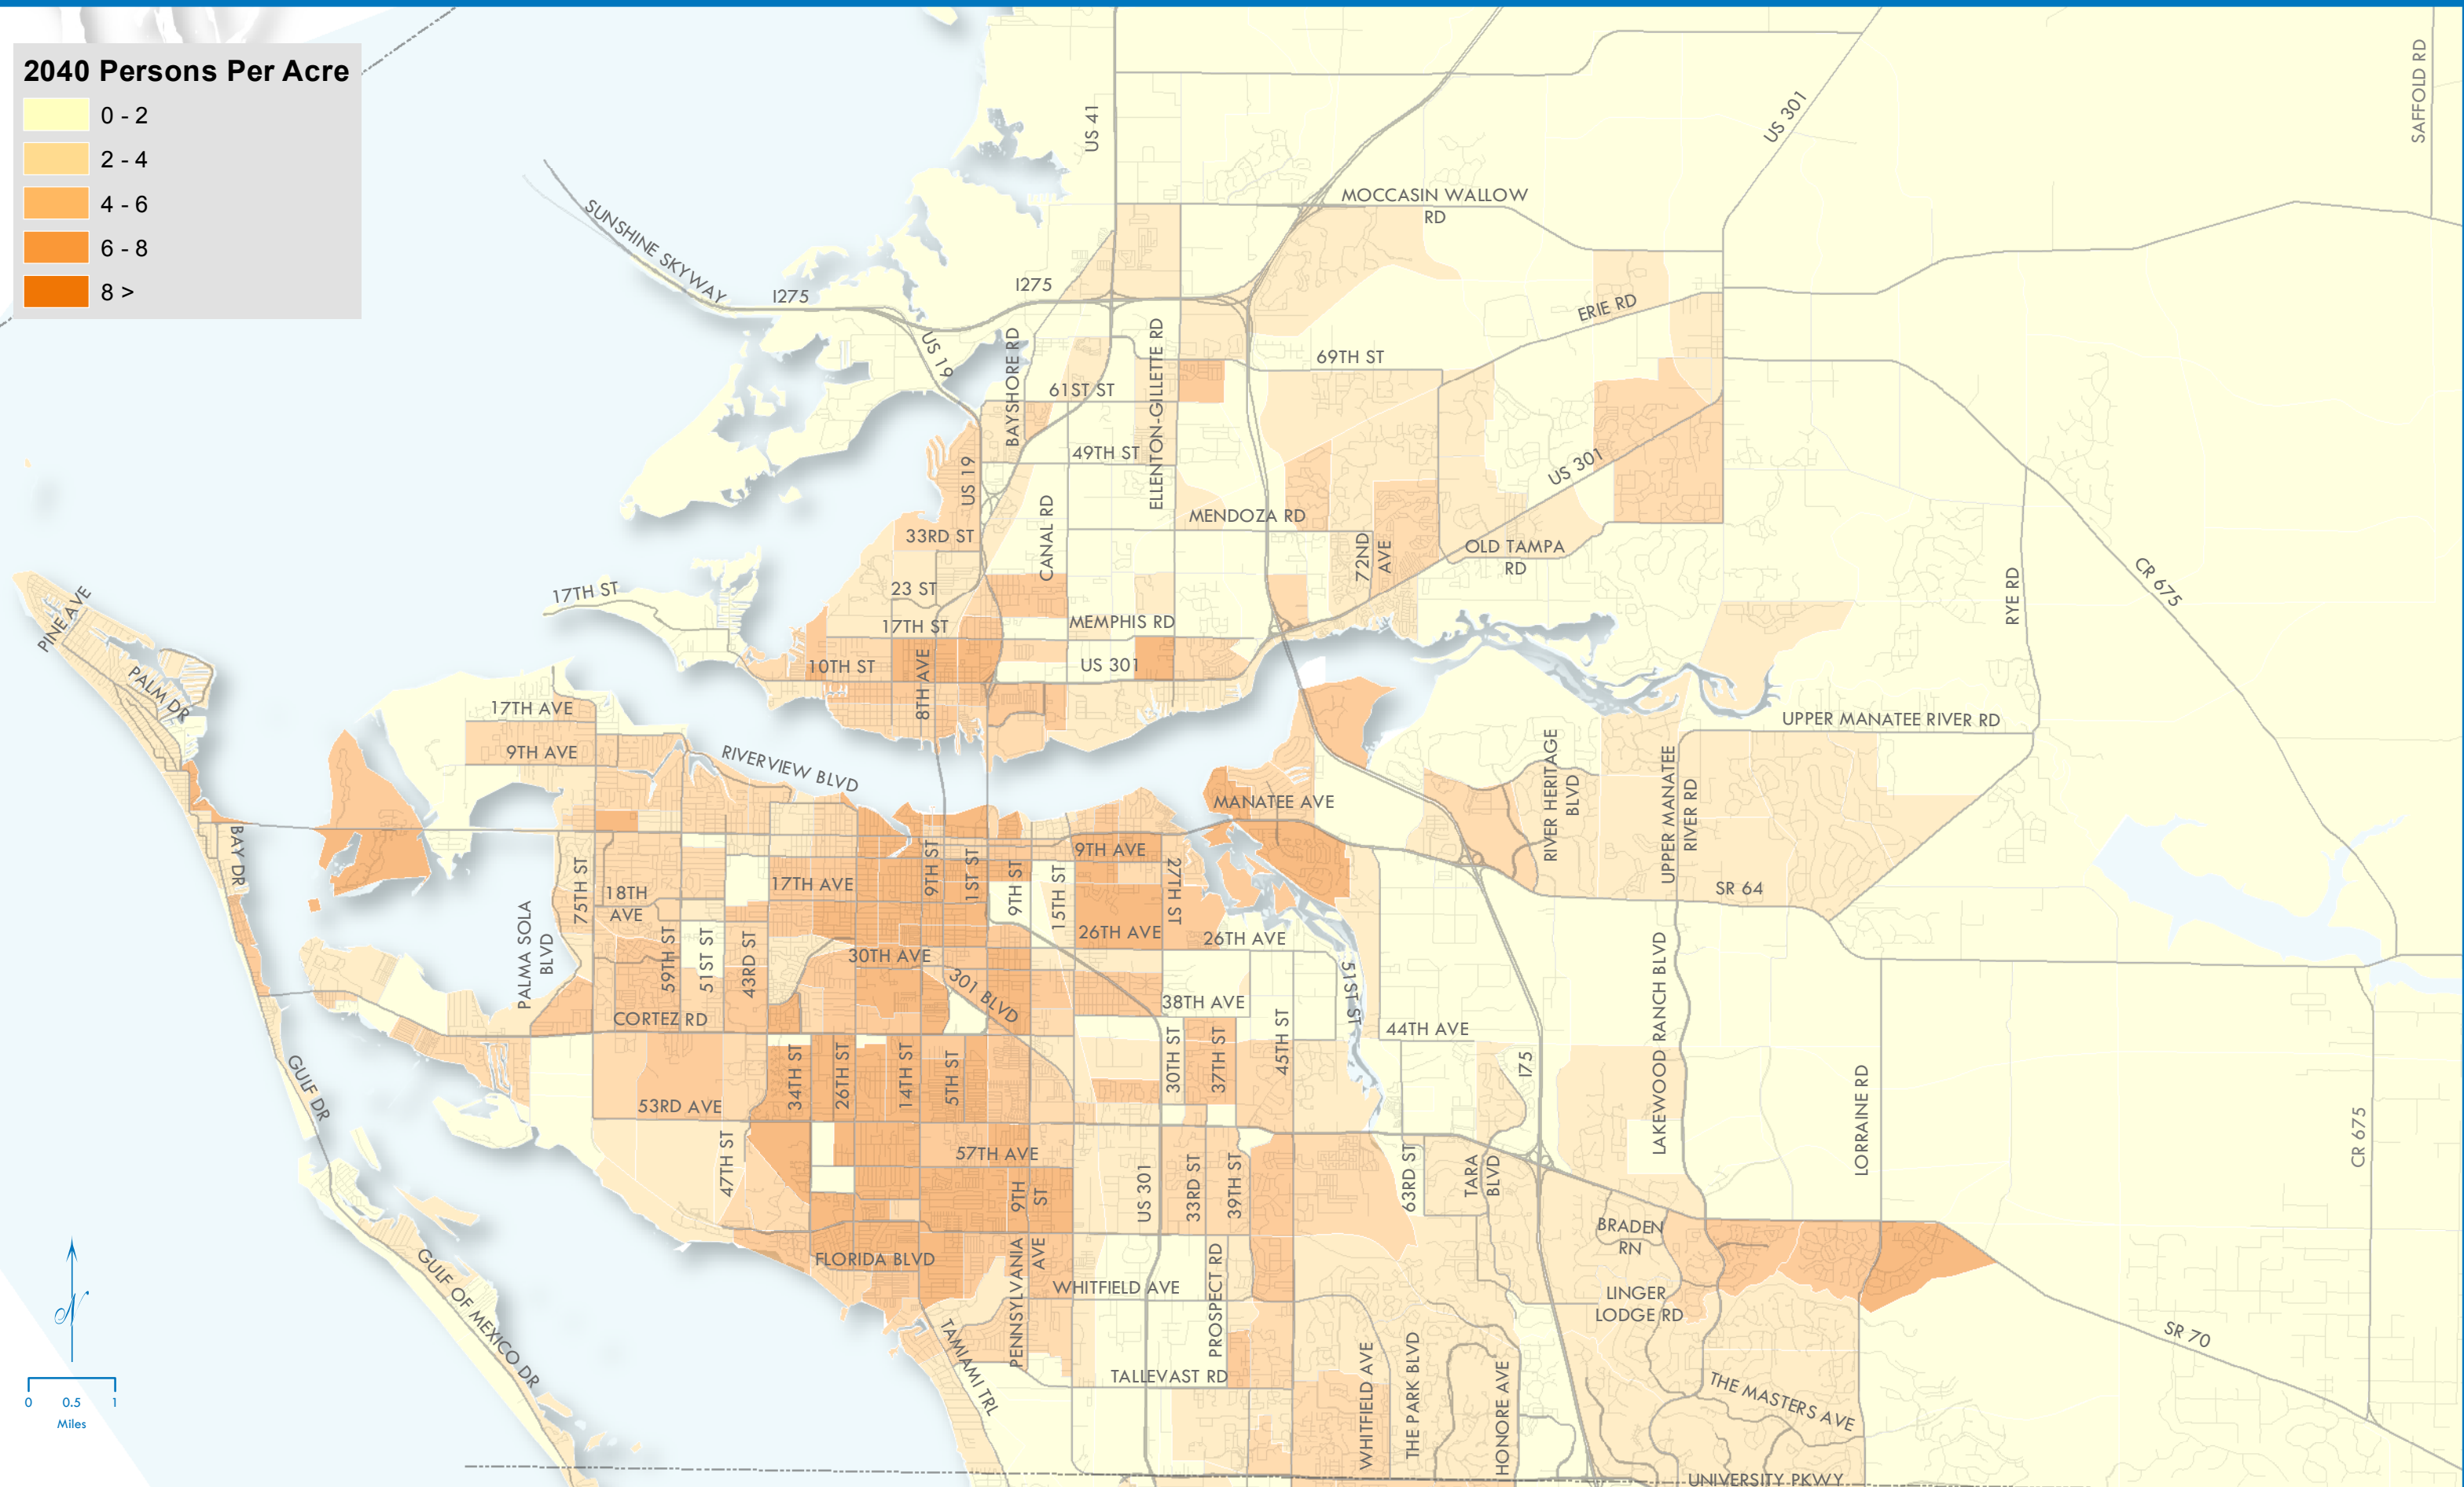 2040 Persons Per Acre
0 - 2
2 - 4
4 - 6
6 - 8
8 >
SAFFOLD RD
US 301
US 41
MOCCASIN WALLOW
RD
SUNSHINE SKYWAY
I275
I275
US 19
BAYSHORE RD
ELLENTON-GILLETTE RD
ERIE RD
69TH ST
61ST ST
49TH ST
US 19
US 301
CANAL RD
MENDOZA RD
33RD ST
72ND
AVE
OLD TAMPA
RD
CR 675
RYE RD
23 ST
17TH ST
PINE AVE
17TH ST
MEMPHIS RD
10TH ST
US 301
8TH AVE
PALM DR
17TH AVE
9TH AVE
RIVERVIEW BLVD
UPPER MANATEE RIVER RD
RIVER HERITAGE
BLVD
UPPER MANATEE
RIVER RD
MANATEE AVE
BAY DR
75TH ST
9TH AVE
27TH ST
9TH ST
1ST ST
9TH ST
15TH ST
17TH AVE
18TH
AVE
SR 64
PALMA SOLA
BLVD
59TH ST
51ST ST
43RD ST
26TH AVE
26TH AVE
30TH AVE
301 BLVD
51ST ST
38TH AVE
CORTEZ RD
44TH AVE
LAKEWOOD RANCH BLVD
30TH ST
37TH ST
45TH ST
I75
34TH ST
26TH ST
14TH ST
5TH ST
GULF DR
53RD AVE
LORRAINE RD
CR 675
47TH ST
57TH AVE
9TH
ST
US 301
33RD ST
39TH ST
63RD ST
TARA
BLVD
BRADEN
RN
FLORIDA BLVD
PENNSYLVANIA
AVE
WHITFIELD AVE
PROSPECT RD
LINGER
LODGE RD
GULF OF MEXICO DR
TAMIAMI TRL
TALLEVAST RD
WHITFIELD AVE
THE PARK BLVD
HONORE AVE
SR 70
THE MASTERS AVE
UNIVERSITY PKWY
N
0 0.5 1
Miles